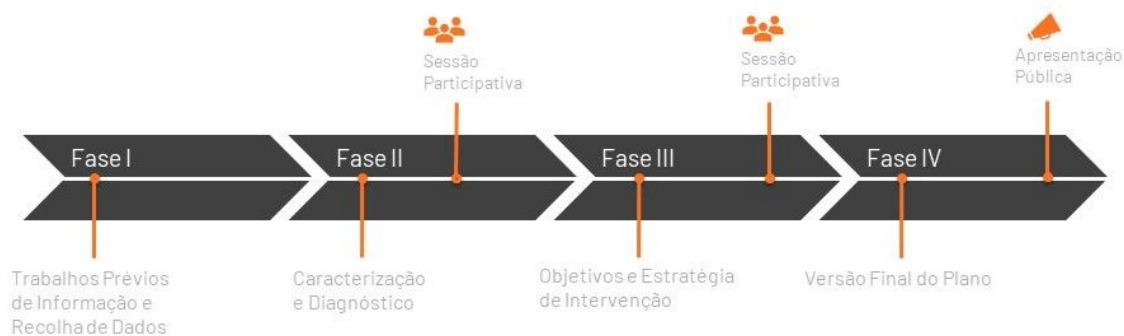 Sessão
Participativa
Sessão
Participativa
Apresentação
Pública
Fase I
Fase II
Fase III
Fase IV
Trabalhos Prévios
de Informação e
Recolha de Dados
Caracterização
e Diagnóstico
Objetivos e Estratégia
de Intervenção
Versão Final do Plano